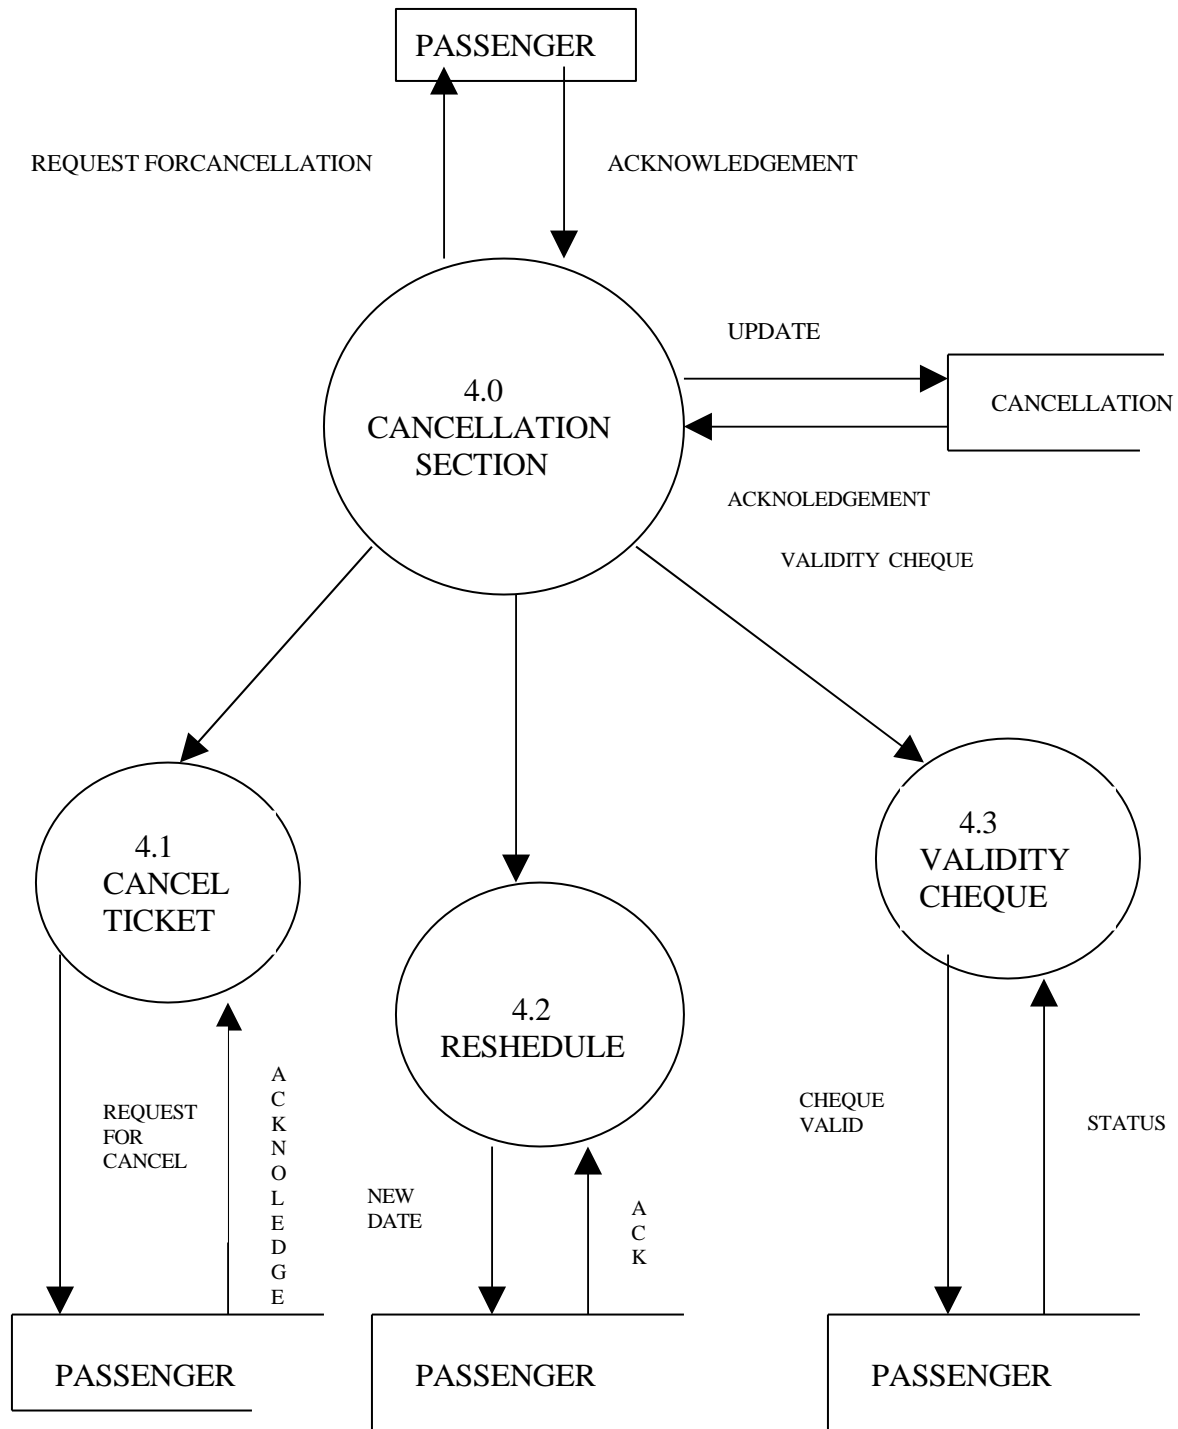 PASSENGER
REQUEST FORCANCELLATION
ACKNOWLEDGEMENT
UPDATE
4.0
CANCELLATION
SECTION
CANCELLATION
ACKNOLEDGEMENT
VALIDITY CHEQUE
4.1
CANCEL
TICKET
4.3
VALIDITY
CHEQUE
4.2
RESHEDULE
REQUEST
FOR
CANCEL
A
C
K
N
O
L
E
D
G
E
NEW
DATE
A
C
K
CHEQUE
VALID
STATUS
PASSENGER
PASSENGER
PASSENGER